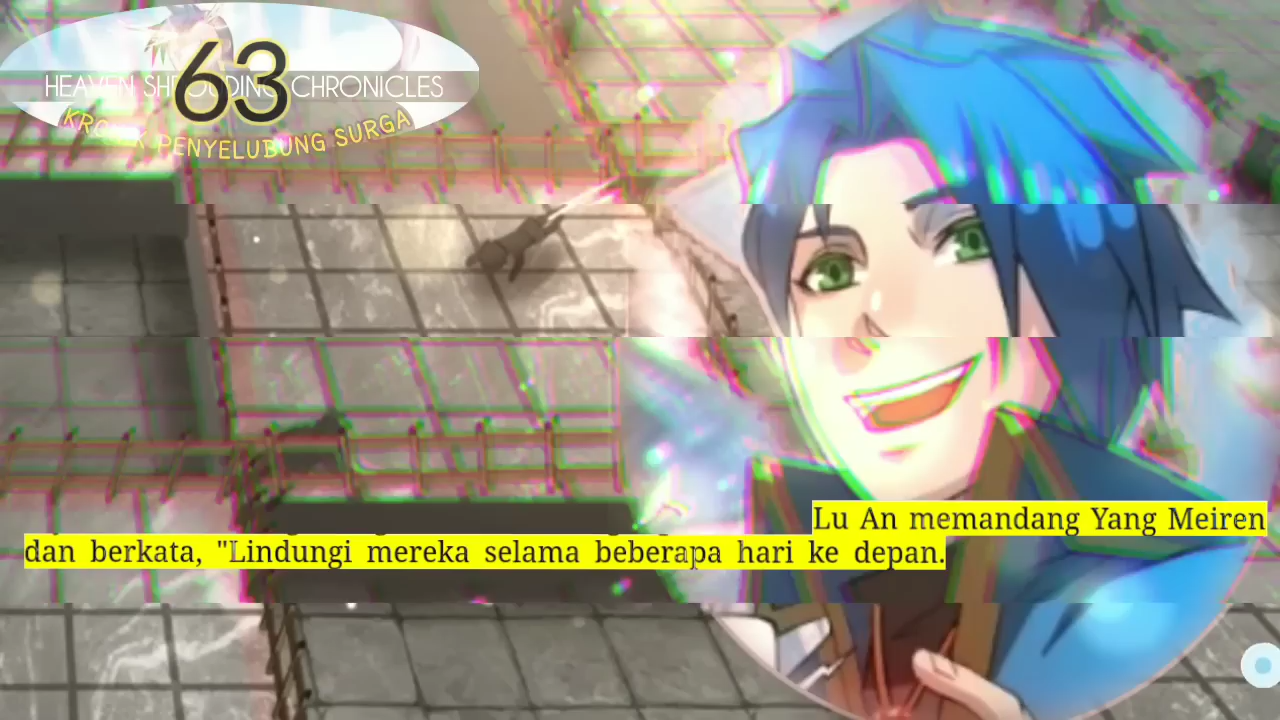 63
HEAVEN SHROUDING CHRONICLES
KRONIK PENYELUBUNG SURGA
Lu An memandang Yang Meiren
dan berkata, "Lindungi mereka selama beberapa hari ke depan.